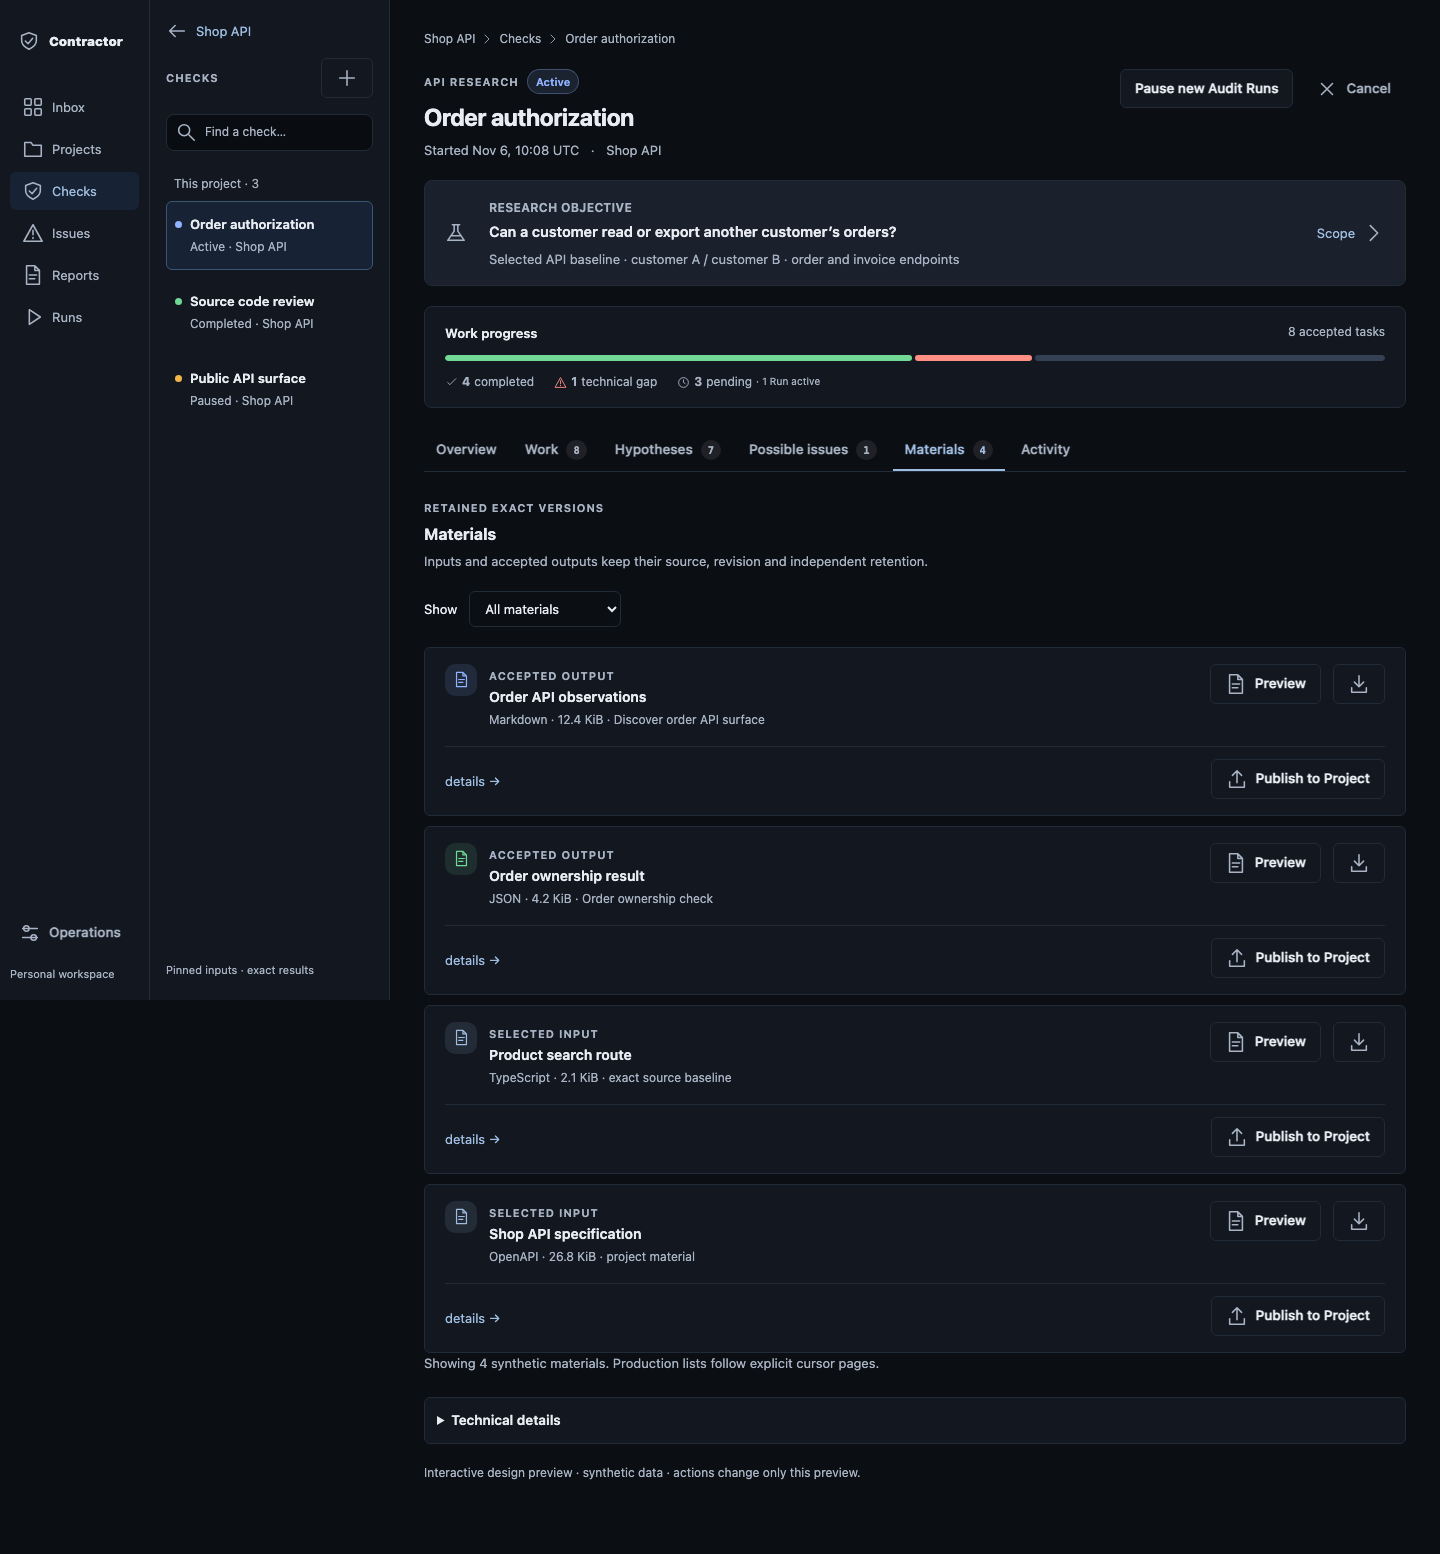 Contractor
Inbox
Projects
Checks
Issues
Reports
Runs
Operations
Personal workspace
Shop API
CHECKS
Find a check...
This project · 3
Order authorization
Active · Shop API
Source code review
Completed · Shop API
Public API surface
Paused · Shop API
Pinned inputs · exact results
Shop API > Checks > Order authorization
API RESEARCH Active
Order authorization
Started Nov 6, 10:08 UTC · Shop API
Pause new Audit Runs
Cancel
RESEARCH OBJECTIVE
Can a customer read or export another customer’s orders?
Selected API baseline · customer A / customer B · order and invoice endpoints
Scope
Work progress
8 accepted tasks
4 completed
1 technical gap
3 pending · 1 Run active
Overview
Work 8
Hypotheses 7
Possible issues 1
Materials 4
Activity
RETAINED EXACT VERSIONS
Materials
Inputs and accepted outputs keep their source, revision and independent retention.
Show All materials
ACCEPTED OUTPUT
Order API observations
Markdown · 12.4 KiB · Discover order API surface
Preview
details →
Publish to Project
ACCEPTED OUTPUT
Order ownership result
JSON · 4.2 KiB · Order ownership check
Preview
details →
Publish to Project
SELECTED INPUT
Product search route
TypeScript · 2.1 KiB · exact source baseline
Preview
details →
Publish to Project
SELECTED INPUT
Shop API specification
OpenAPI · 26.8 KiB · project material
Preview
details →
Publish to Project
Showing 4 synthetic materials. Production lists follow explicit cursor pages.
Technical details
Interactive design preview · synthetic data · actions change only this preview.